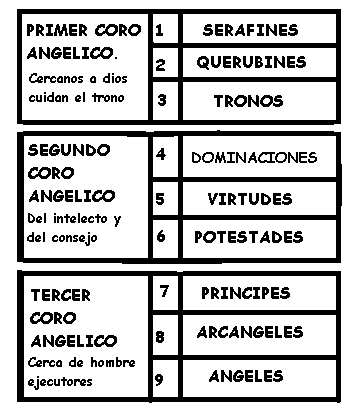 PRIMER CORO
ANGELICO.
Cercanos a dios
cuidan el trono
1 SERAFINES
2 QUERUBINES
3 TRONOS
SEGUNDO
CORO
ANGELICO
Del intelecto y
del consejo
4 DOMINACIONES
5 VIRTUDES
6 POTESTADES
TERCER
CORO
ANGELICO
Cerca de hombre
ejecutores
7 PRINCIPES
8 ARCANGELES
9 ANGELES